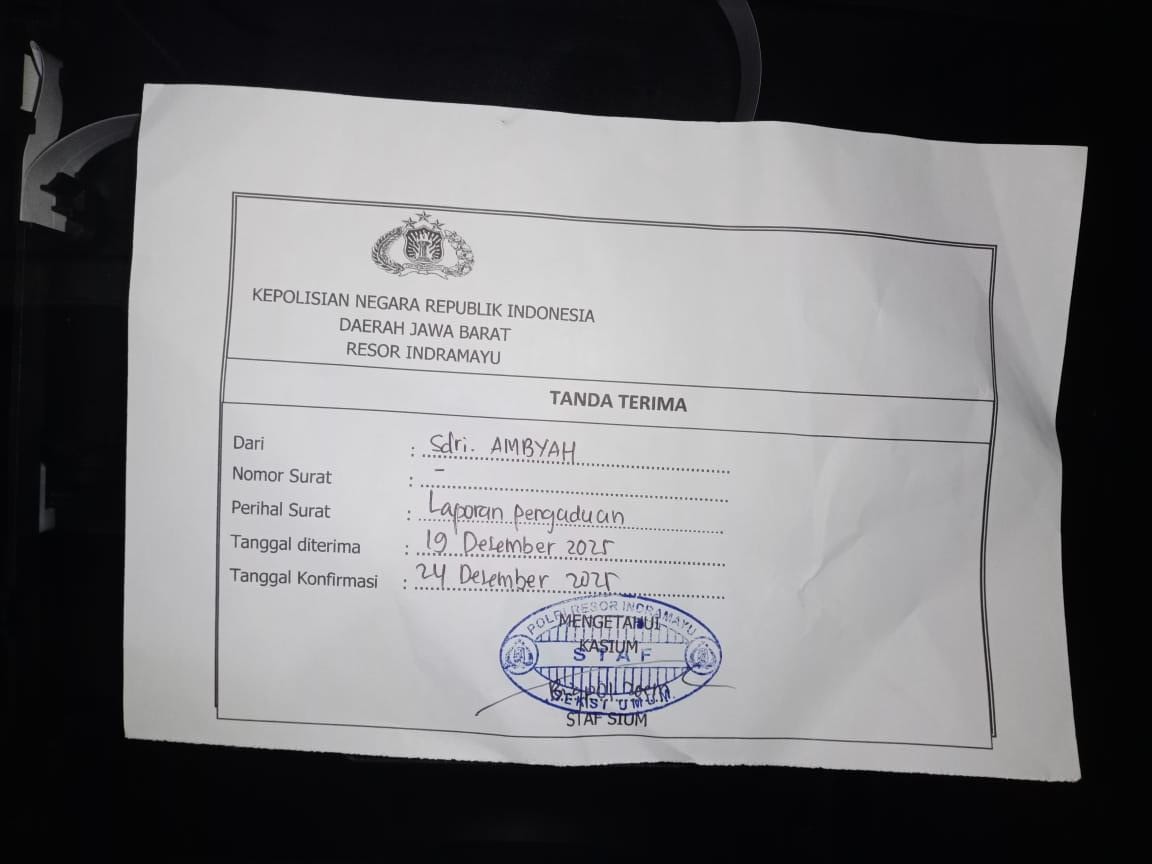 KEPOLISIAN NEGARA REPUBLIK INDONESIA
DAERAH JAWA BARAT
RESOR INDRAMAYU
TANDA TERIMA
Dari : Sdri. AMBYAH
Nomor Surat : -
Perihal Surat : Laporan pengaduan
Tanggal diterima : 19 Desember 2025
Tanggal Konfirmasi : 24 Desember 2025
POLRI RESOR INDRAMAYU
MENGETAHUI
KASIUM
STAF
SEKSI UMUM
STAF SIUM